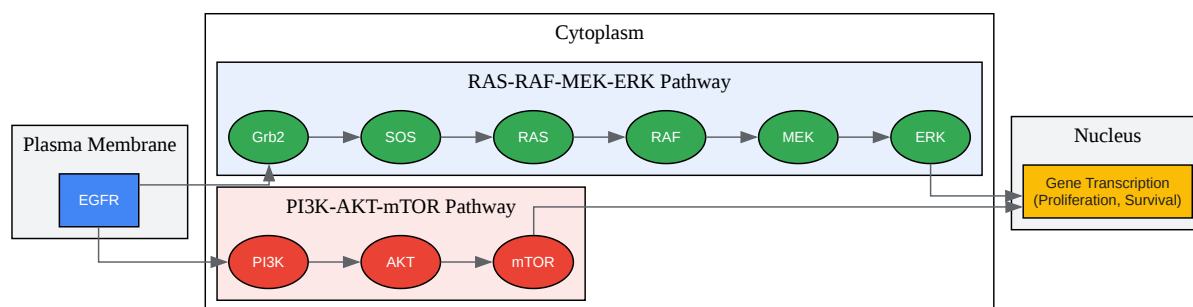 Cytoplasm
RAS-RAF-MEK-ERK Pathway
Grb2
SOS
RAS
RAF
MEK
ERK
Plasma Membrane
EGFR
Nucleus
Gene Transcription
(Proliferation, Survival)
PI3K-AKT-mTOR Pathway
PI3K
AKT
mTOR